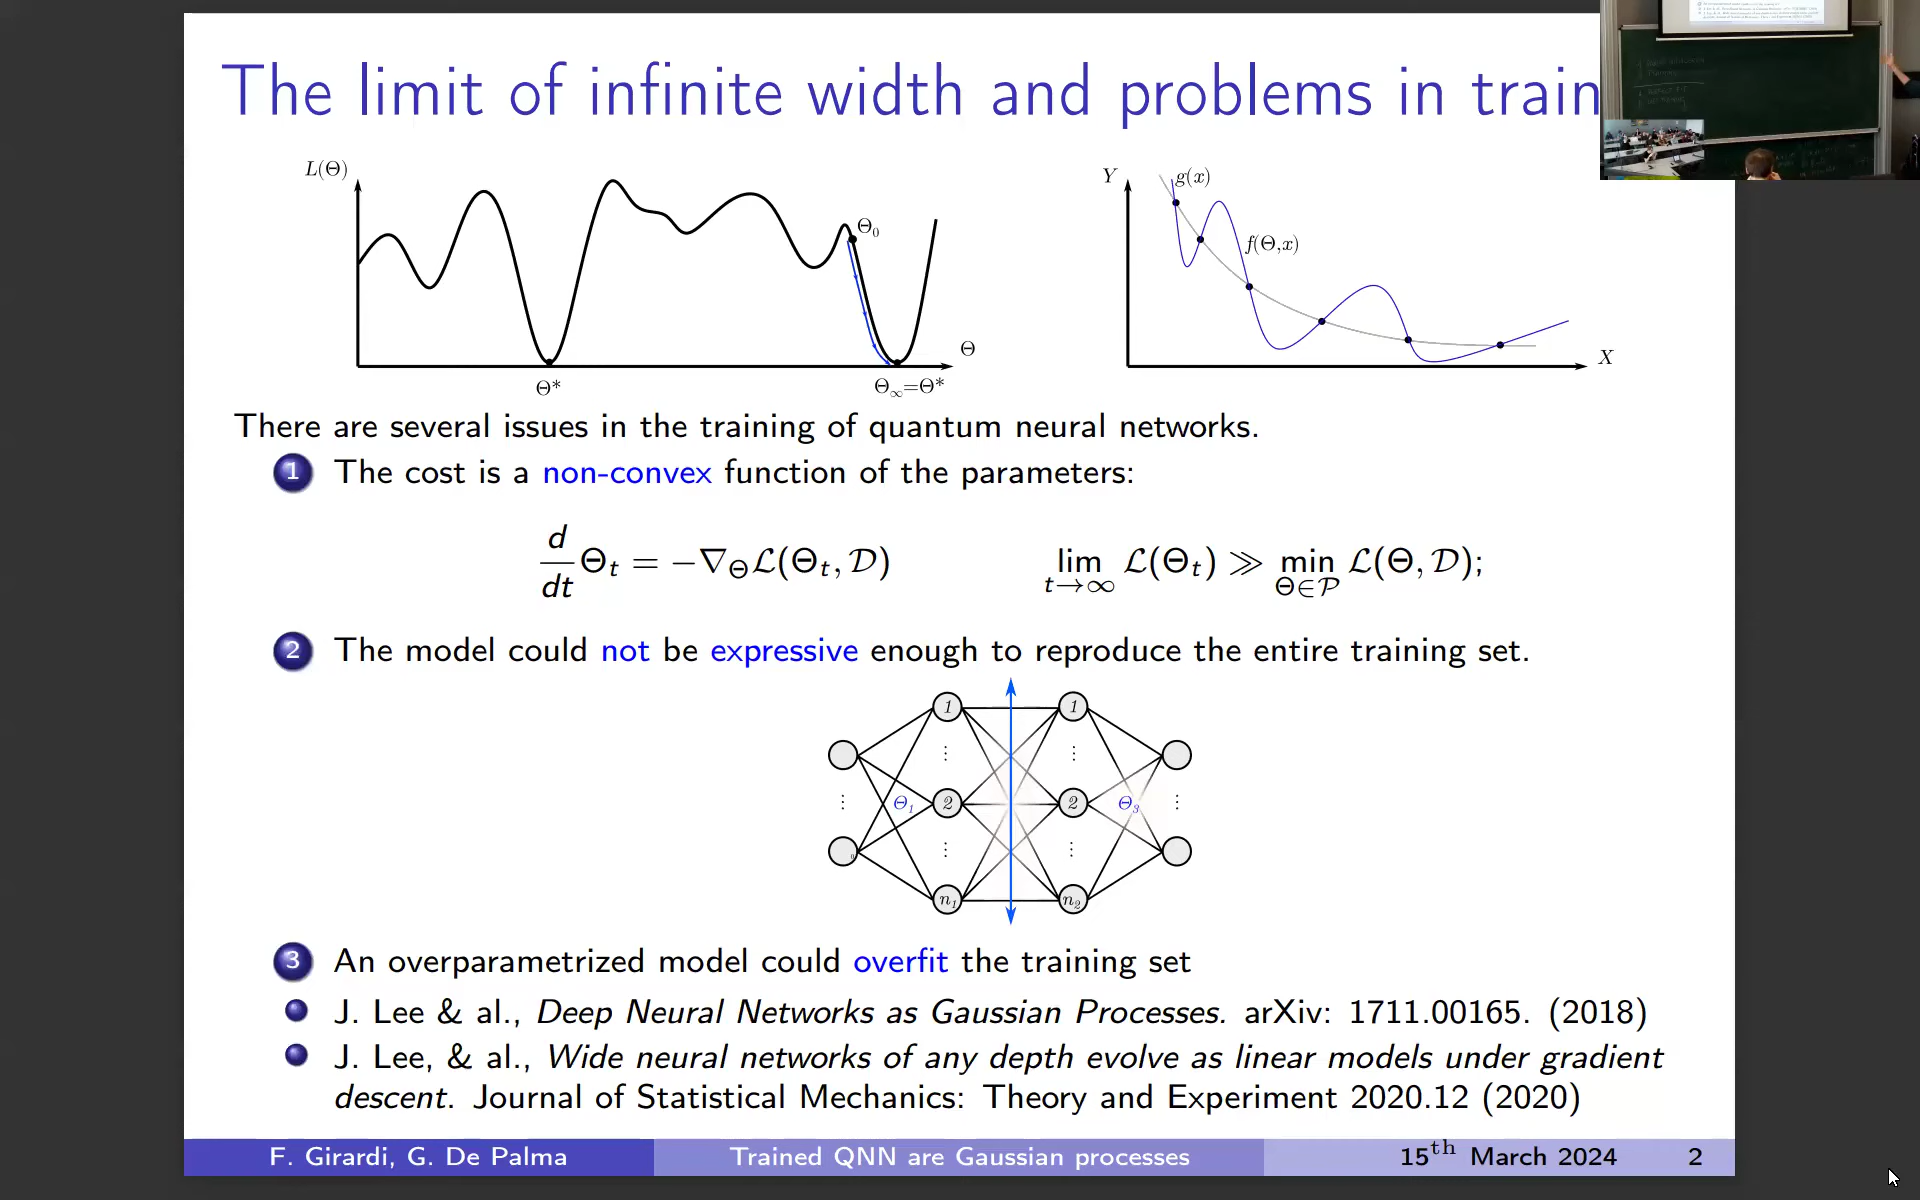 The limit of infinite width and problems in train
L(Θ)
Θ₀
Θ
Θ*
Θ∞=Θ*
Y
g(x)
f(Θ,x)
X
There are several issues in the training of quantum neural networks.
1 The cost is a non-convex function of the parameters:
d/dt Θₜ = −∇_Θ ℒ(Θₜ, 𝒟) lim_{t→∞} ℒ(Θₜ) ≫ min_{Θ∈𝒫} ℒ(Θ, 𝒟);
2 The model could not be expressive enough to reproduce the entire training set.
1 1
⋮ ⋮
⋮ Θ₁ 2 2 Θ₃ ⋮
⋮ ⋮
n₁ n₂
3 An overparametrized model could overfit the training set
J. Lee & al., Deep Neural Networks as Gaussian Processes. arXiv: 1711.00165. (2018)
J. Lee, & al., Wide neural networks of any depth evolve as linear models under gradient
descent. Journal of Statistical Mechanics: Theory and Experiment 2020.12 (2020)
F. Girardi, G. De Palma Trained QNN are Gaussian processes 15th March 2024 2